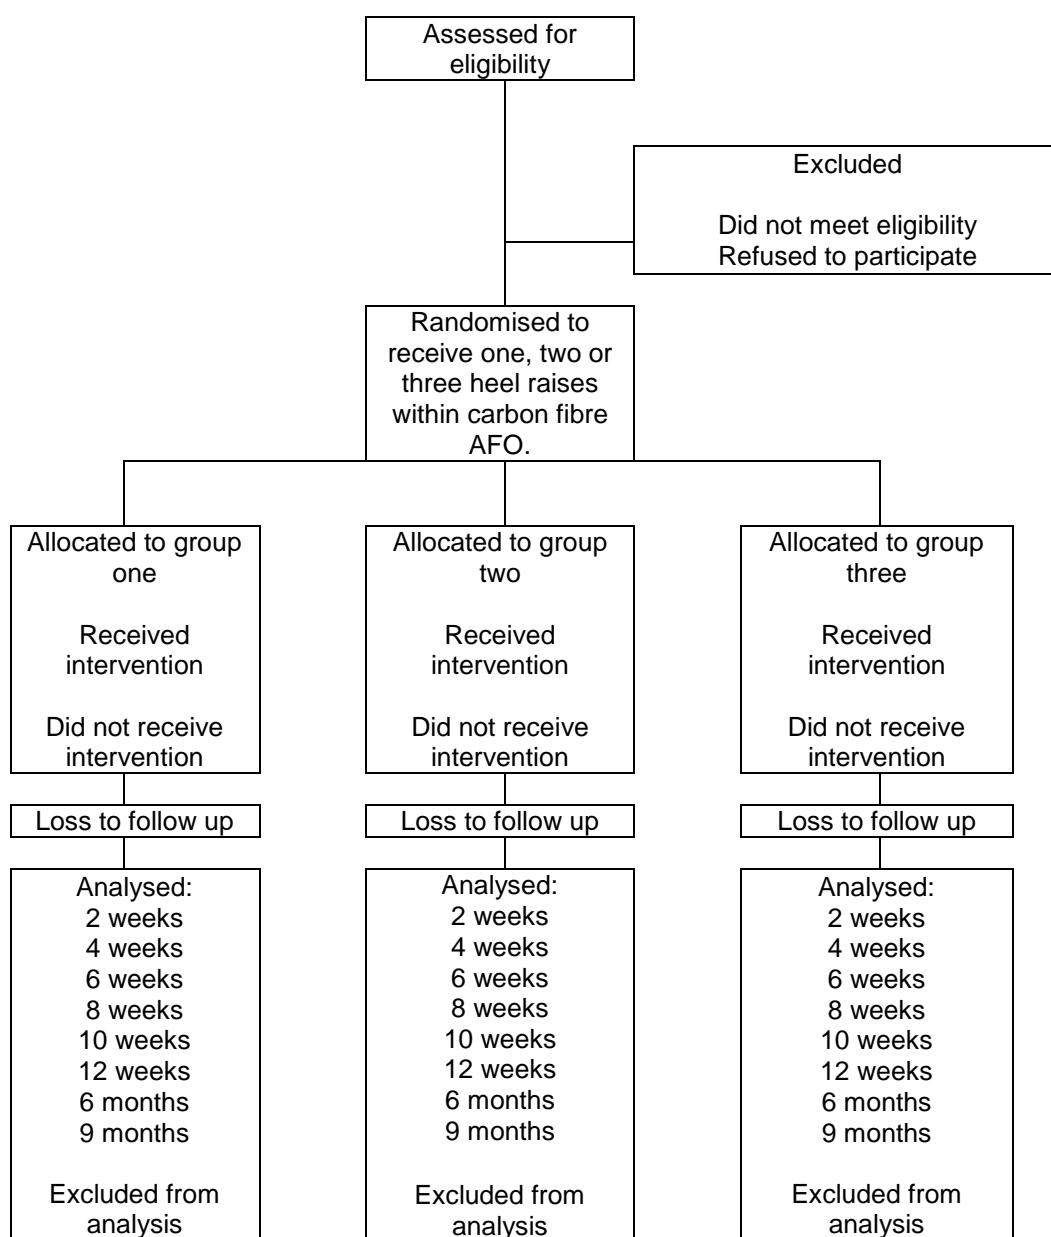 Assessed for
eligibility
Excluded
Did not meet eligibility
Refused to participate
Randomised to
receive one, two or
three heel raises
within carbon fibre
AFO.
Allocated to group
one
Received
intervention
Did not receive
intervention
Allocated to group
two
Received
intervention
Did not receive
intervention
Allocated to group
three
Received
intervention
Did not receive
intervention
Loss to follow up
Loss to follow up
Loss to follow up
Analysed:
2 weeks
4 weeks
6 weeks
8 weeks
10 weeks
12 weeks
6 months
9 months
Excluded from
analysis
Analysed:
2 weeks
4 weeks
6 weeks
8 weeks
10 weeks
12 weeks
6 months
9 months
Excluded from
analysis
Analysed:
2 weeks
4 weeks
6 weeks
8 weeks
10 weeks
12 weeks
6 months
9 months
Excluded from
analysis